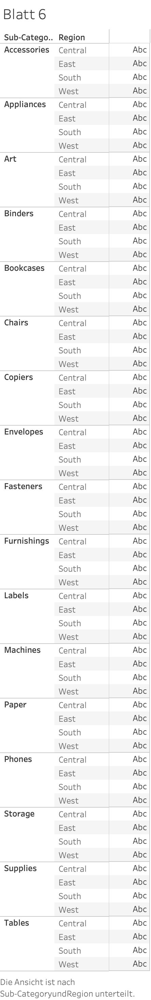 Blatt 6
Sub-Catego.. Region
Accessories Central Abc
East Abc
South Abc
West Abc
Appliances Central Abc
East Abc
South Abc
West Abc
Art Central Abc
East Abc
South Abc
West Abc
Binders Central Abc
East Abc
South Abc
West Abc
Bookcases Central Abc
East Abc
South Abc
West Abc
Chairs Central Abc
East Abc
South Abc
West Abc
Copiers Central Abc
East Abc
South Abc
West Abc
Envelopes Central Abc
East Abc
South Abc
West Abc
Fasteners Central Abc
East Abc
South Abc
West Abc
Furnishings Central Abc
East Abc
South Abc
West Abc
Labels Central Abc
East Abc
South Abc
West Abc
Machines Central Abc
East Abc
South Abc
West Abc
Paper Central Abc
East Abc
South Abc
West Abc
Phones Central Abc
East Abc
South Abc
West Abc
Storage Central Abc
East Abc
South Abc
West Abc
Supplies Central Abc
East Abc
South Abc
West Abc
Tables Central Abc
East Abc
South Abc
West Abc
Die Ansicht ist nach
Sub-CategoryundRegion unterteilt.